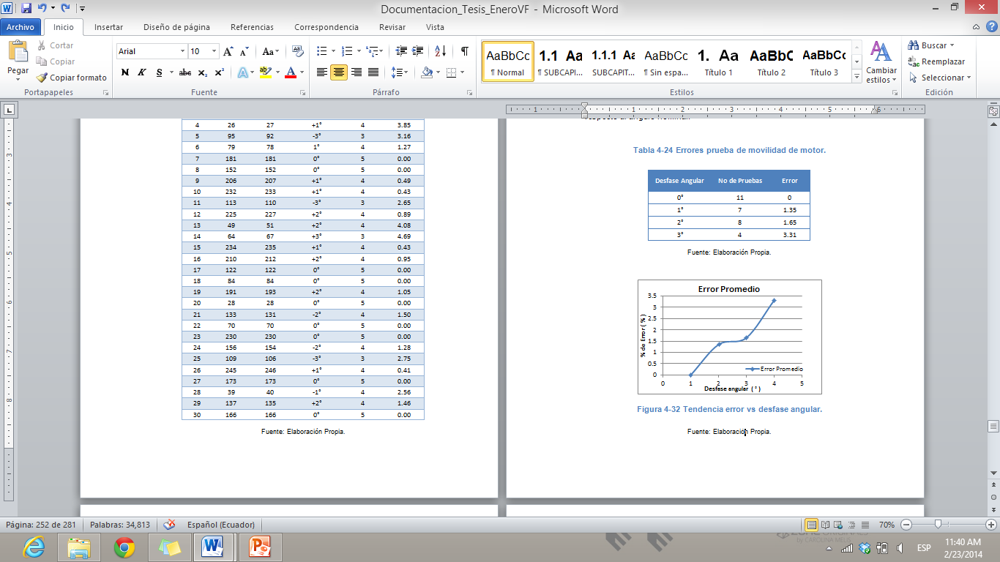 Documentacion_Tesis_EneroVF - Microsoft Word
Archivo Inicio Insertar Diseño de página Referencias Correspondencia Revisar Vista
Pegar
Cortar
Copiar
Copiar formato
Portapapeles
Arial 10
N K S abc x₂ x²
Fuente
Párrafo
AaBbCc 1.1 Aa 1.1.1 Aa AaBbCc 1. Aa AaBbC AaBbCc
¶ Normal ¶ SUBCAPI... SUBCAPIT... ¶ Sin espa... Título 1 Título 2 Título 3
Cambiar estilos
Estilos
Buscar
Reemplazar
Seleccionar
Edición
4 26 27 +1° 4 3.85
5 95 92 -3° 3 3.16
6 79 78 1° 4 1.27
7 181 181 0° 5 0.00
8 152 152 0° 5 0.00
9 206 207 +1° 4 0.49
10 232 233 +1° 4 0.43
11 113 110 -3° 3 2.65
12 225 227 +2° 4 0.89
13 49 51 +2° 4 4.08
14 64 67 +3° 3 4.69
15 234 235 +1° 4 0.43
16 210 212 +2° 4 0.95
17 122 122 0° 5 0.00
18 84 84 0° 5 0.00
19 191 193 +2° 4 1.05
20 28 28 0° 5 0.00
21 133 131 -2° 4 1.50
22 70 70 0° 5 0.00
23 230 230 0° 5 0.00
24 156 154 -2° 4 1.28
25 109 106 -3° 3 2.75
26 245 246 +1° 4 0.41
27 173 173 0° 5 0.00
28 39 40 -1° 4 2.56
29 137 135 +2° 4 1.46
30 166 166 0° 5 0.00
Fuente: Elaboración Propia.
Tabla 4-24 Errores prueba de movilidad de motor.
Desfase Angular No de Pruebas Error
0° 11 0
1° 7 1.35
2° 8 1.65
3° 4 3.31
Fuente: Elaboración Propia.
Error Promedio
% de Error ( % )
3.5
3
2.5
2
1.5
1
0.5
0
Error Promedio
0 1 2 3 4 5
Desfase angular ( ° )
Figura 4-32 Tendencia error vs desfase angular.
Fuente: Elaboración Propia.
Página: 252 de 281 Palabras: 34,813 Español (Ecuador) 70%
by CAROLINA MELIS
ESP
11:40 AM
2/23/2014